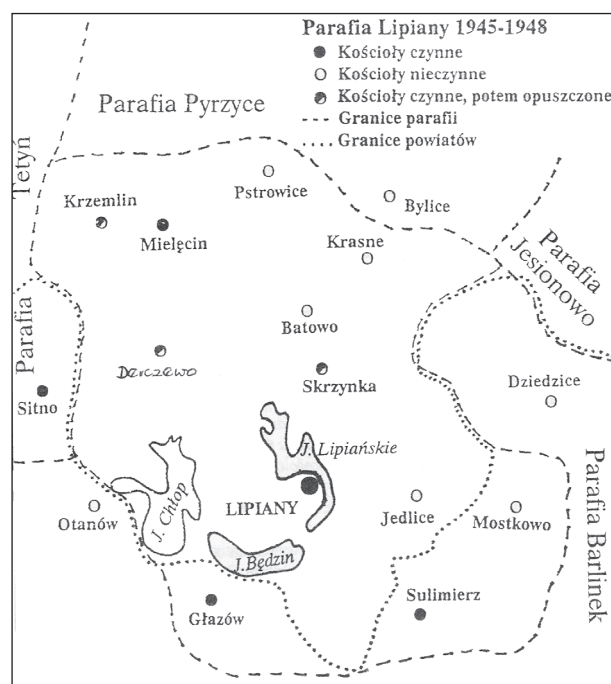 Parafia Lipiany 1945-1948
Kościoły czynne
Kościoły nieczynne
Kościoły czynne, potem opuszczone
Granice parafii
Granice powiatów
Parafia Pyrzyce
Tetyń
Parafia
Krzemlin
Mielęcin
Pstrowice
Bylice
Krasne
Parafia
Jesionowo
Batowo
Derczewo
Skrzynka
Dziedzice
Sitno
J. Lipiańskie
LIPIANY
J. Chłop
Otanów
Jedlice
Mostkowo
J.Będzin
Głazów
Sulimierz
Parafia Barlinek